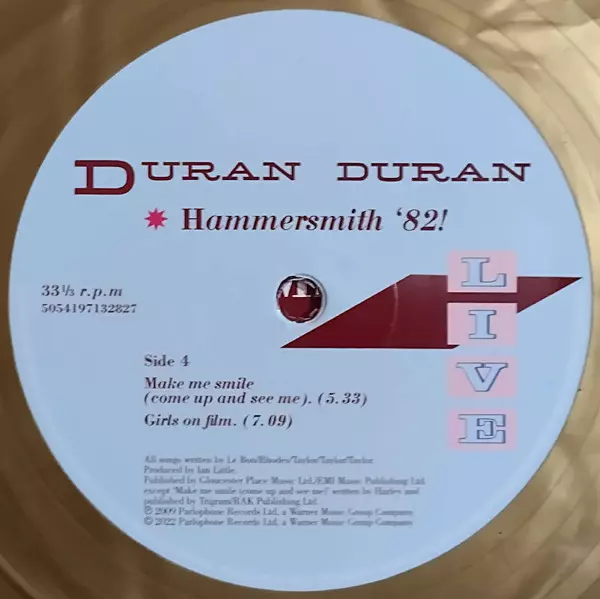 DURAN DURAN
Hammersmith ‘82!
LIVE
33⅓ r.p.m
5054197132827
Side 4
Make me smile
(come up and see me). (5.33)
Girls on film. (7.09)
All songs written by Le Bon/Rhodes/Taylor/Taylor/Taylor
Produced by Ian Little.
Published by Gloucester Place Music Ltd./EMI Music Publishing Ltd.
except 'Make me smile (come up and see me)' written by Harley and
published by Trigram/RAK Publishing Ltd.
℗ 2009 Parlophone Records Ltd, a Warner Music Group Company
© 2022 Parlophone Records Ltd, a Warner Music Group Company